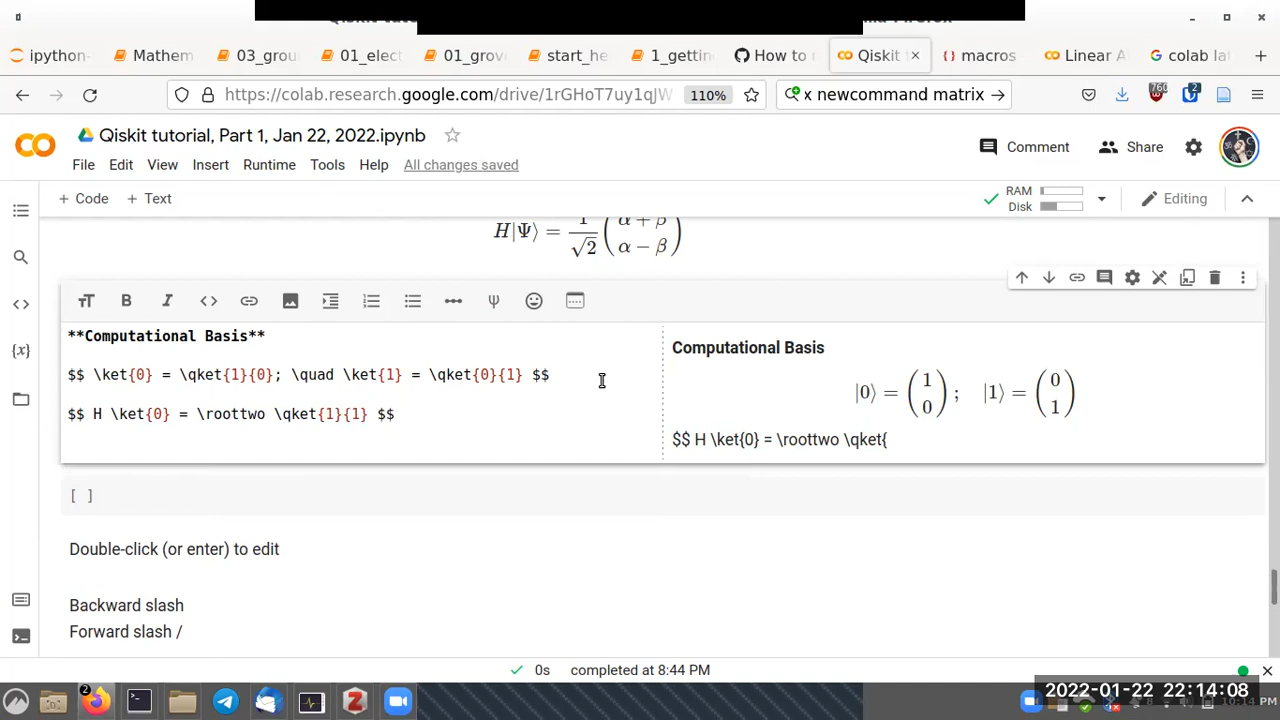 ipython-
Mathem
03_grou
01_elect
01_grov
start_he
1_gettin
How to r
Qiskit t
macros
Linear A
colab la
https://colab.research.google.com/drive/1rGHoT7uy1qJW
110%
x newcommand matrix →
760
2
Qiskit tutorial, Part 1, Jan 22, 2022.ipynb
Comment
Share
File Edit View Insert Runtime Tools Help All changes saved
+ Code + Text
RAM
Disk
Editing
H|Ψ⟩ = 1/√2 ( α + β
α − β )
**Computational Basis**
$$ \ket{0} = \qket{1}{0}; \quad \ket{1} = \qket{0}{1} $$
$$ H \ket{0} = \roottwo \qket{1}{1} $$
Computational Basis
|0⟩ = ( 1 0 ) ; |1⟩ = ( 0 1 )
$$ H \ket{0} = \roottwo \qket{
[ ]
Double-click (or enter) to edit
Backward slash
Forward slash /
0s completed at 8:44 PM
2
2022-01-22 22:14:08